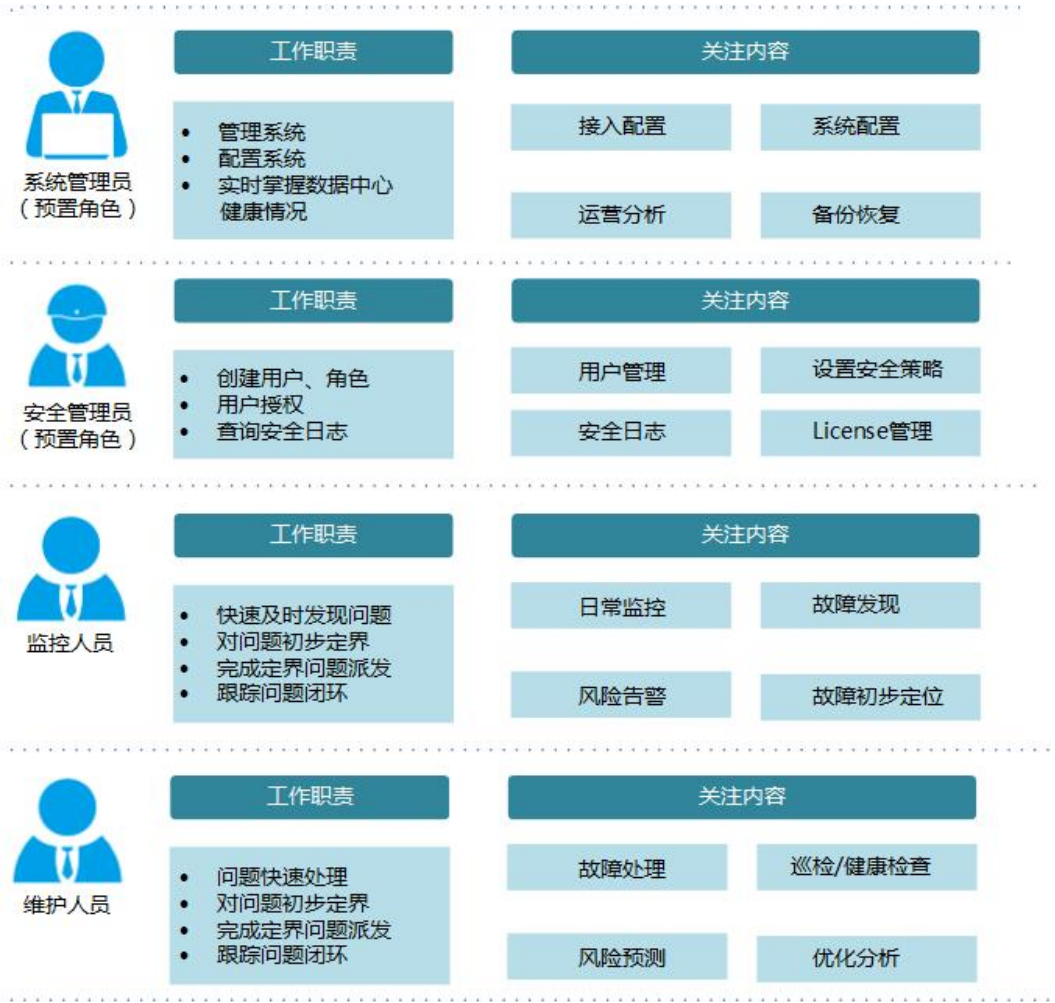 工作职责
关注内容
系统管理员
（预置角色）
• 管理系统
• 配置系统
• 实时掌握数据中心
健康情况
接入配置
系统配置
运营分析
备份恢复
工作职责
关注内容
安全管理员
（预置角色）
• 创建用户、角色
• 用户授权
• 查询安全日志
用户管理
设置安全策略
安全日志
License管理
工作职责
关注内容
监控人员
• 快速及时发现问题
• 对问题初步定界
• 完成定界问题派发
• 跟踪问题闭环
日常监控
故障发现
风险告警
故障初步定位
工作职责
关注内容
维护人员
• 问题快速处理
• 对问题初步定界
• 完成定界问题派发
• 跟踪问题闭环
故障处理
巡检/健康检查
风险预测
优化分析